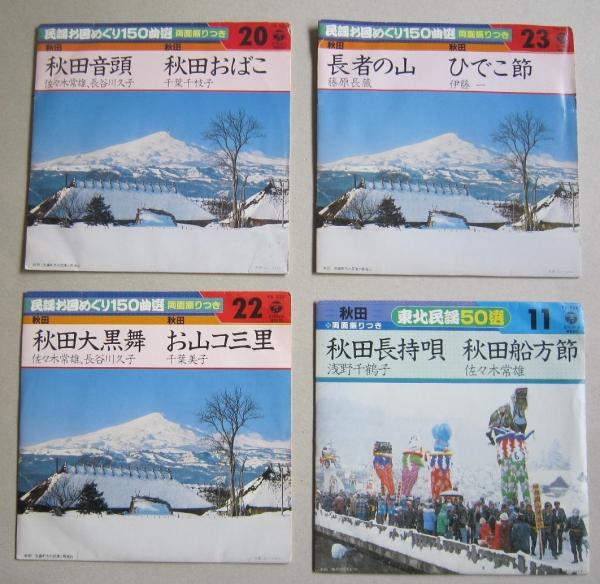 民謡お国めぐり150曲選 両面振りつき 20
秋田 秋田
秋田音頭 秋田おばこ
佐々木常雄、長谷川久子 千葉千枝子
民謡お国めぐり150曲選 両面振りつき 23
秋田 秋田
長者の山 ひでこ節
藤原長蔵 伊藤 一
民謡お国めぐり150曲選 両面振りつき 22
秋田 秋田
秋田大黒舞 お山コ三里
佐々木常雄、長谷川久子 千葉美子
秋田 東北民謡50選 11
両面振りつき
秋田長持唄 秋田船方節
浅野千鶴子 佐々木常雄